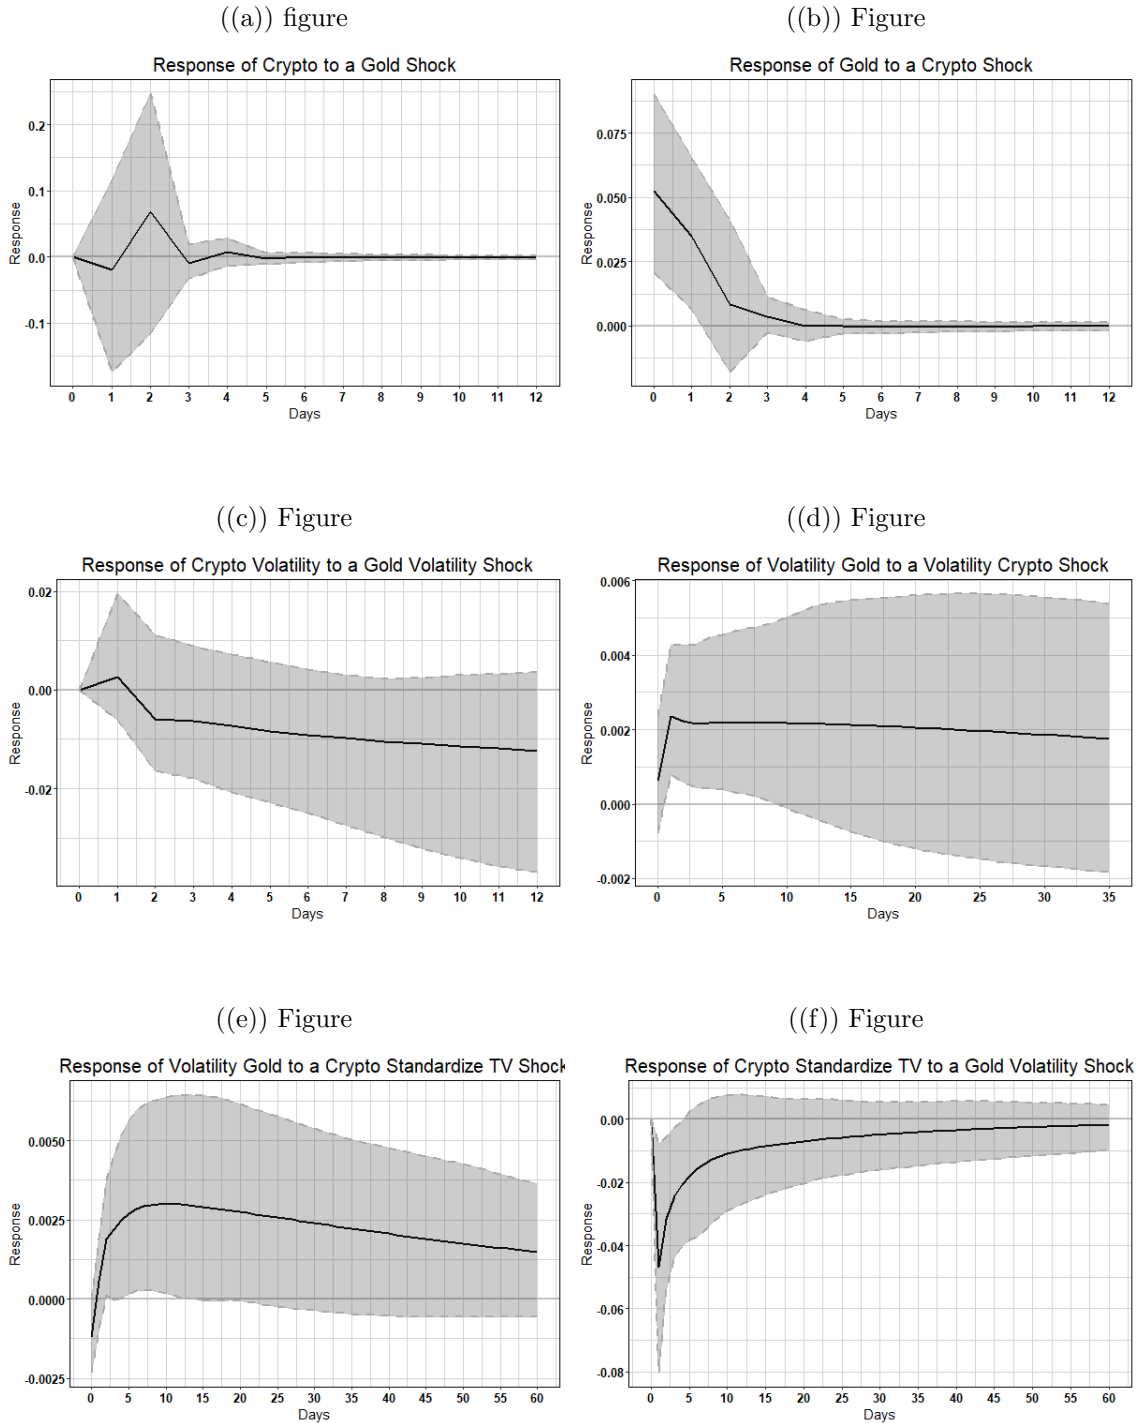 ((a)) figure
((b)) Figure
Response of Crypto to a Gold Shock
0.2
0.1
0.0
-0.1
Response
0 1 2 3 4 5 6 7 8 9 10 11 12
Days
Response of Gold to a Crypto Shock
0.075
0.050
0.025
0.000
Response
0 1 2 3 4 5 6 7 8 9 10 11 12
Days
((c)) Figure
((d)) Figure
Response of Crypto Volatility to a Gold Volatility Shock
0.02
0.00
-0.02
Response
0 1 2 3 4 5 6 7 8 9 10 11 12
Days
Response of Volatility Gold to a Volatility Crypto Shock
0.006
0.004
0.002
0.000
-0.002
Response
0 5 10 15 20 25 30 35
Days
((e)) Figure
((f)) Figure
Response of Volatility Gold to a Crypto Standardize TV Shock
0.0050
0.0025
0.0000
-0.0025
Response
0 5 10 15 20 25 30 35 40 45 50 55 60
Days
Response of Crypto Standardize TV to a Gold Volatility Shock
0.00
-0.02
-0.04
-0.06
-0.08
Response
0 5 10 15 20 25 30 35 40 45 50 55 60
Days